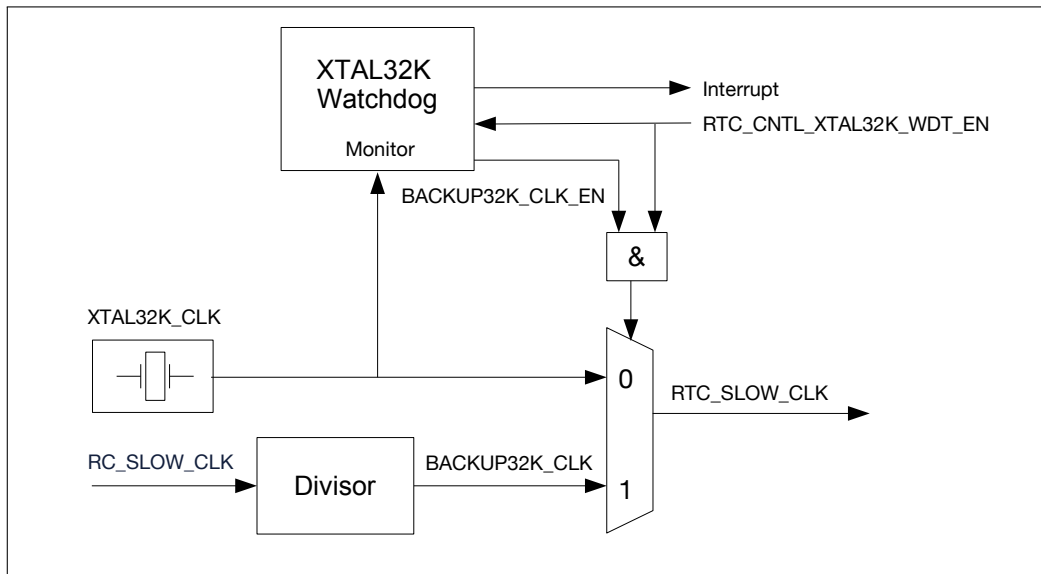 XTAL32K
Watchdog
Monitor
Interrupt
RTC_CNTL_XTAL32K_WDT_EN
BACKUP32K_CLK_EN
&
XTAL32K_CLK
0
RTC_SLOW_CLK
RC_SLOW_CLK
Divisor
BACKUP32K_CLK
1